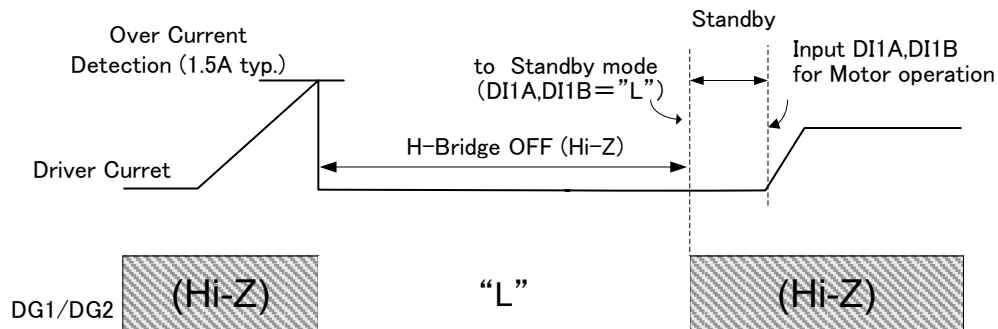 Over Current
Detection (1.5A typ.)
Standby
to Standby mode
(DI1A,DI1B＝”L”)
Input DI1A,DI1B
for Motor operation
H-Bridge OFF (Hi-Z)
Driver Curret
DG1/DG2
(Hi-Z)
“L”
(Hi-Z)